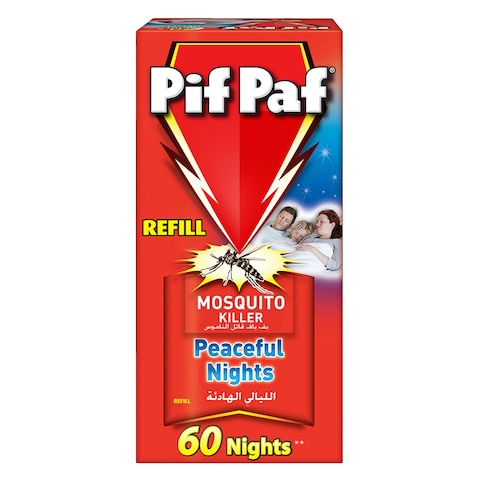 Pif Paf®
REFILL
MOSQUITO
KILLER
بف باف قاتل الناموس
Peaceful
Nights
الليالي الهادئة
REFILL
60 Nights**